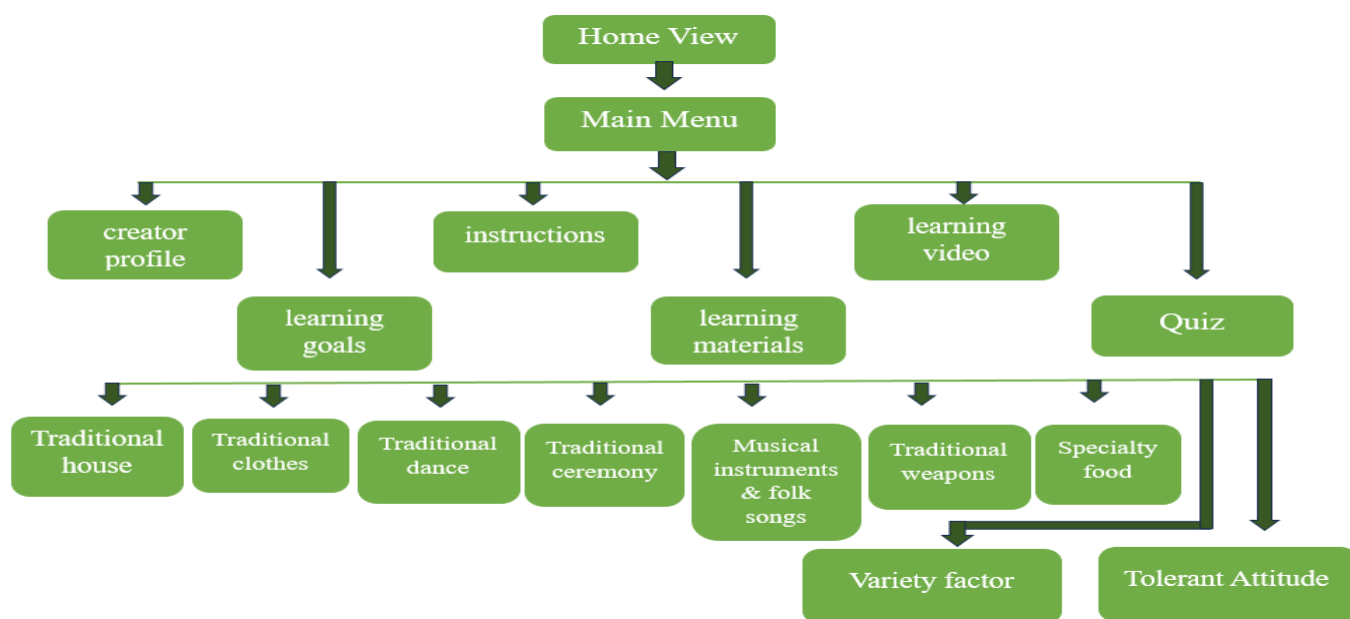 Home View
Main Menu
creator
profile
instructions
learning
video
learning
goals
learning
materials
Quiz
Traditional
house
Traditional
clothes
Traditional
dance
Traditional
ceremony
Musical
instruments
& folk
songs
Traditional
weapons
Specialty
food
Variety factor
Tolerant Attitude